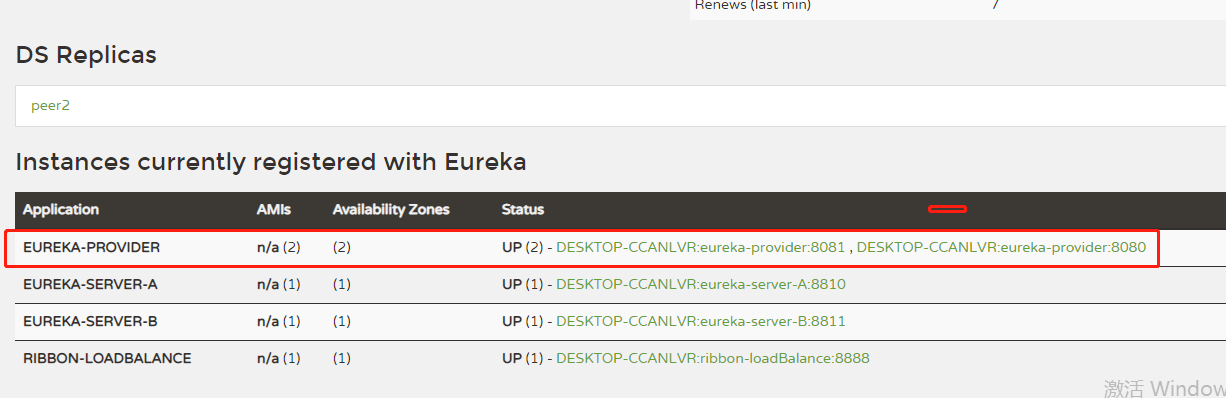 Renews (last min) 7
DS Replicas
peer2
Instances currently registered with Eureka
Application AMIs Availability Zones Status
EUREKA-PROVIDER n/a (2) (2) UP (2) - DESKTOP-CCANLVR:eureka-provider:8081 , DESKTOP-CCANLVR:eureka-provider:8080
EUREKA-SERVER-A n/a (1) (1) UP (1) - DESKTOP-CCANLVR:eureka-server-A:8810
EUREKA-SERVER-B n/a (1) (1) UP (1) - DESKTOP-CCANLVR:eureka-server-B:8811
RIBBON-LOADBALANCE n/a (1) (1) UP (1) - DESKTOP-CCANLVR:ribbon-loadBalance:8888
激活 Window